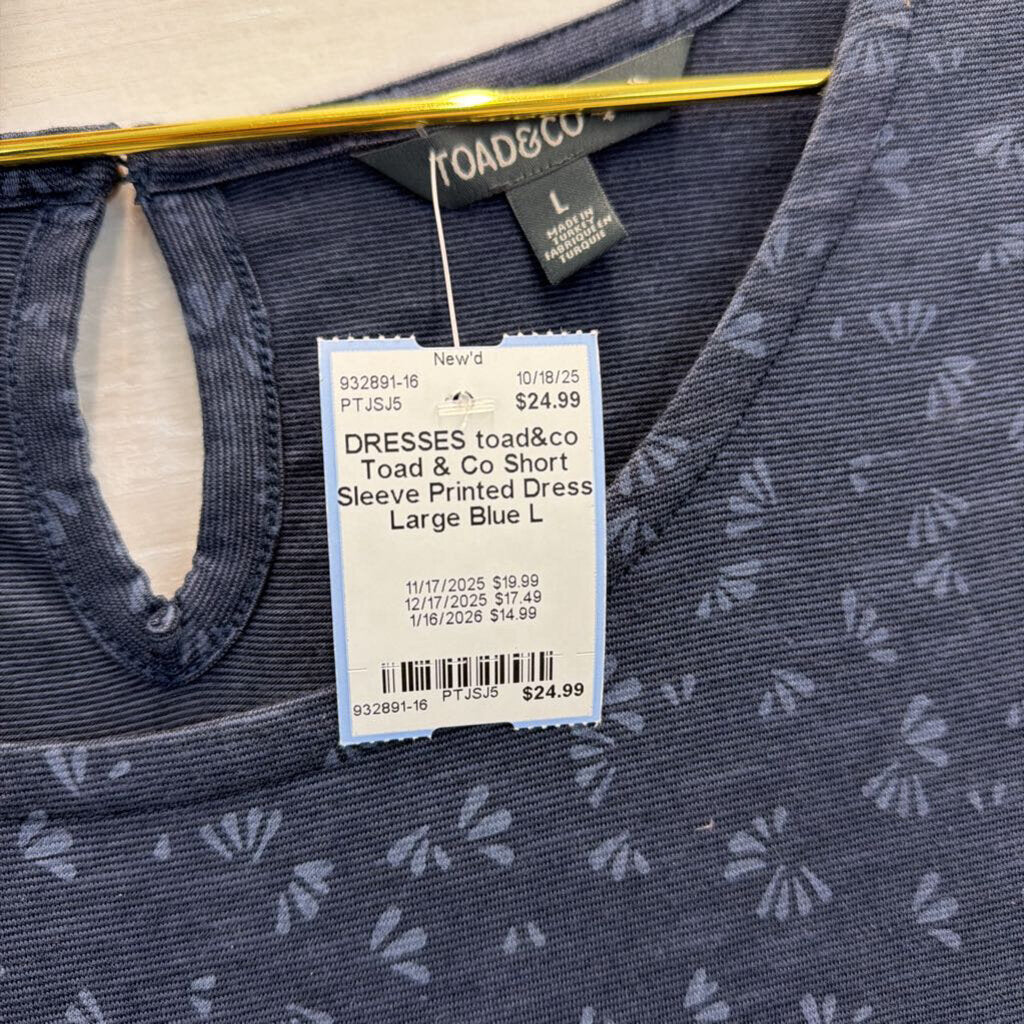 TOAD&CO
L
MADE IN
TURKEY
FABRIQUE EN
TURQUIE
New'd
932891-16 10/18/25
PTJSJ5 $24.99
DRESSES toad&co
Toad & Co Short
Sleeve Printed Dress
Large Blue L
11/17/2025 $19.99
12/17/2025 $17.49
1/16/2026 $14.99
PTJSJ5 $24.99
932891-16